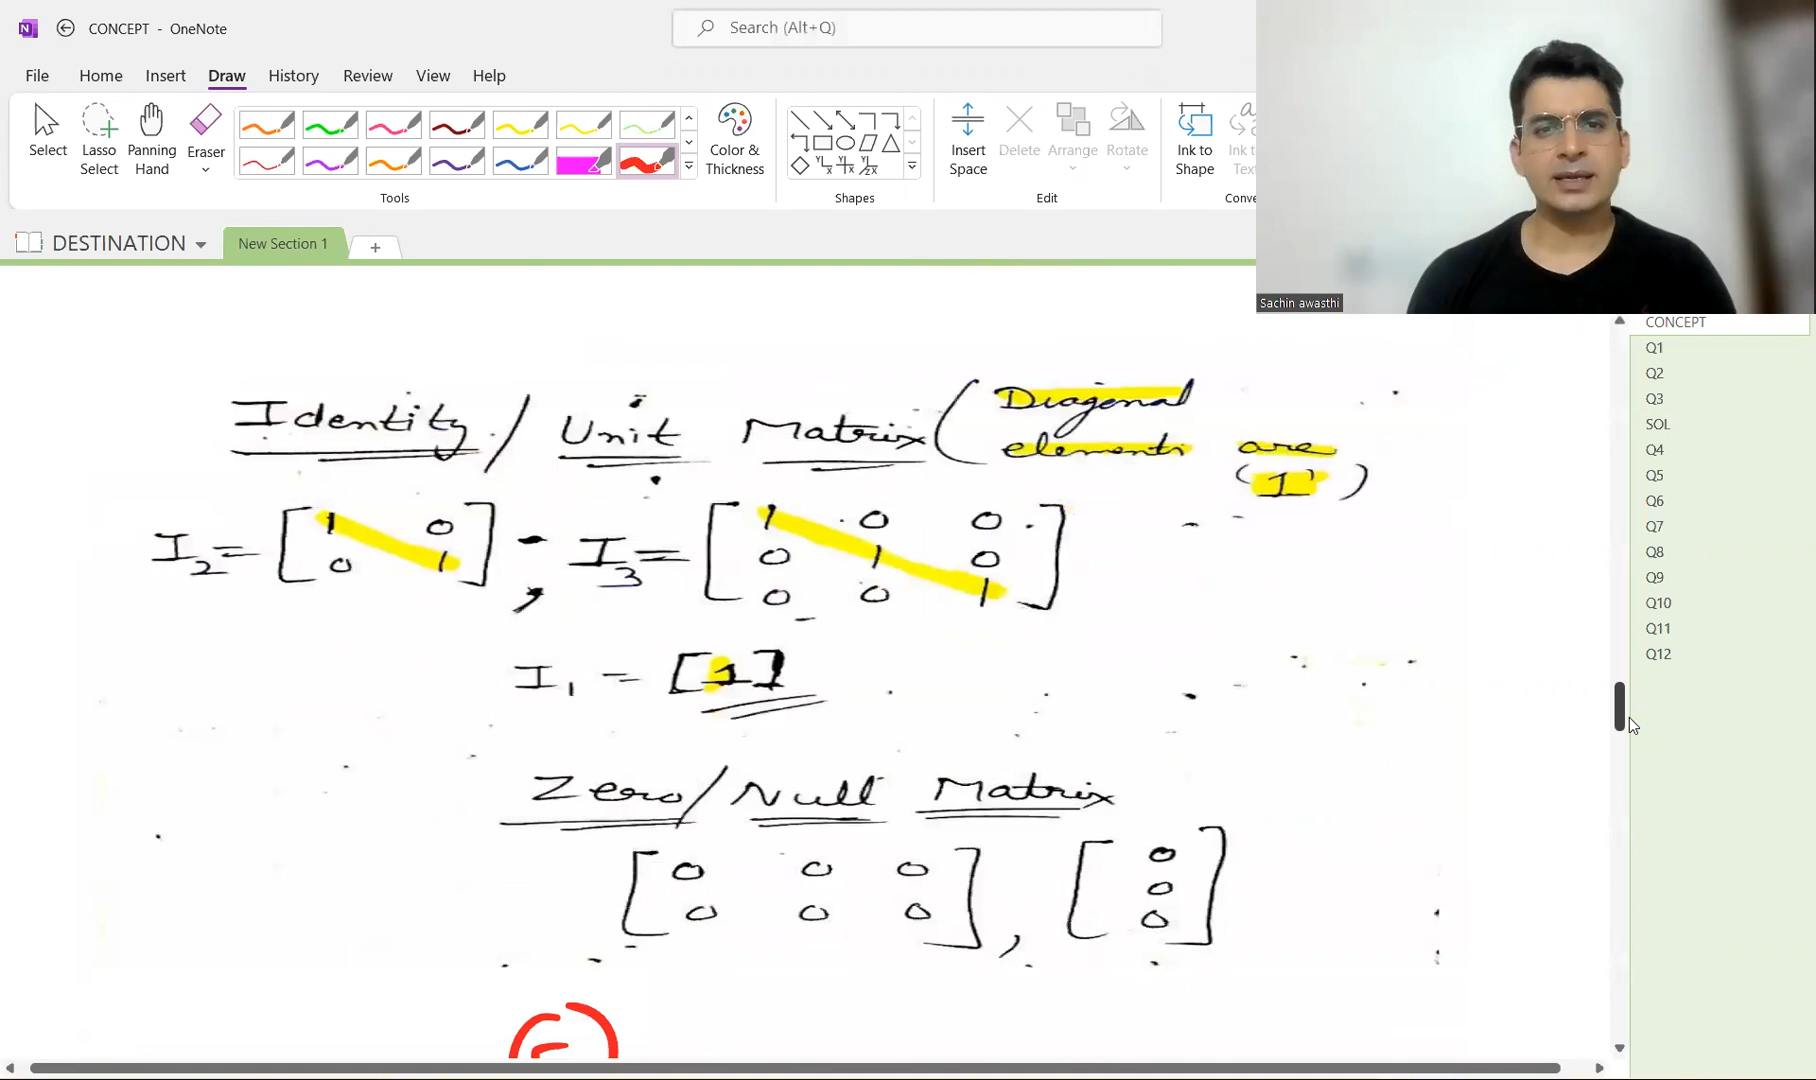 CONCEPT - OneNote
Search (Alt+Q)
File Home Insert Draw History Review View Help
Select
Lasso Select
Panning Hand
Eraser
Color & Thickness
Insert Space
Delete
Arrange
Rotate
Ink to Shape
Tools
Shapes
Edit
DESTINATION
New Section 1
Sachin awasthi
CONCEPT
Q1
Q2
Q3
SOL
Q4
Q5
Q6
Q7
Q8
Q9
Q10
Q11
Q12
Identity / Unit Matrix ( Diagonal
elements are
'1' )
I₂ = [ 1 0 ; I₃ = [ 1 0 0
0 1 ] 0 1 0
0 0 1 ]
I₁ = [1]
Zero / Null Matrix
[ 0 0 0 , [ 0
0 0 0 ] 0
0 ]